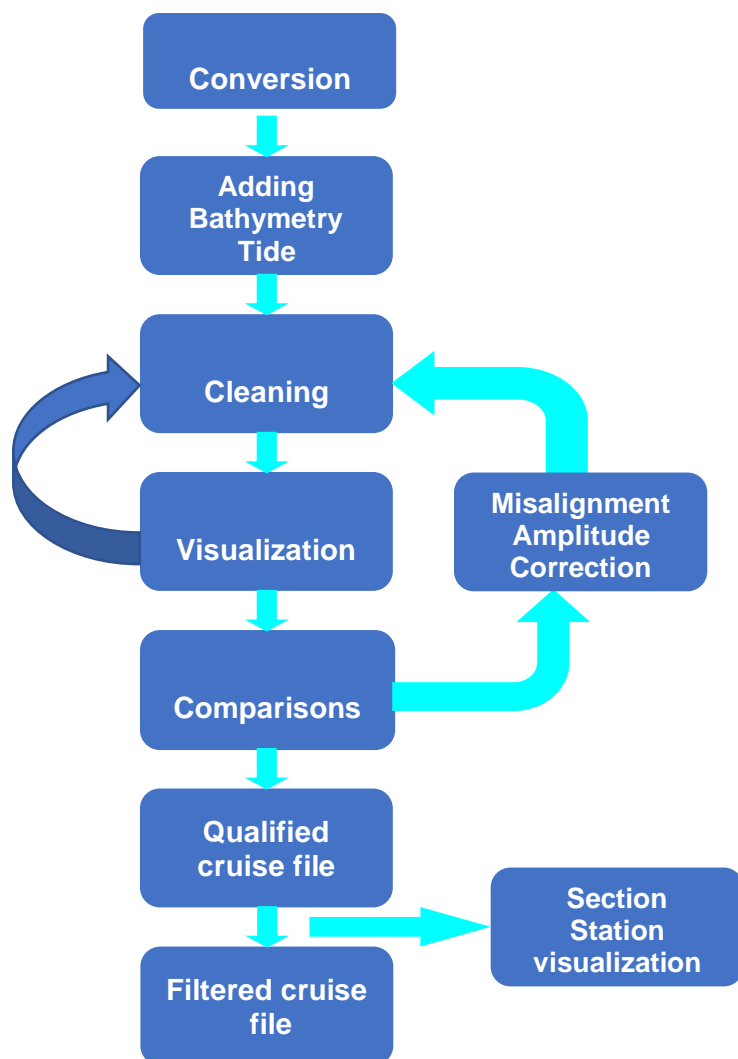 Conversion
Adding
Bathymetry
Tide
Cleaning
Visualization
Misalignment
Amplitude
Correction
Comparisons
Qualified
cruise file
Section
Station
visualization
Filtered cruise
file